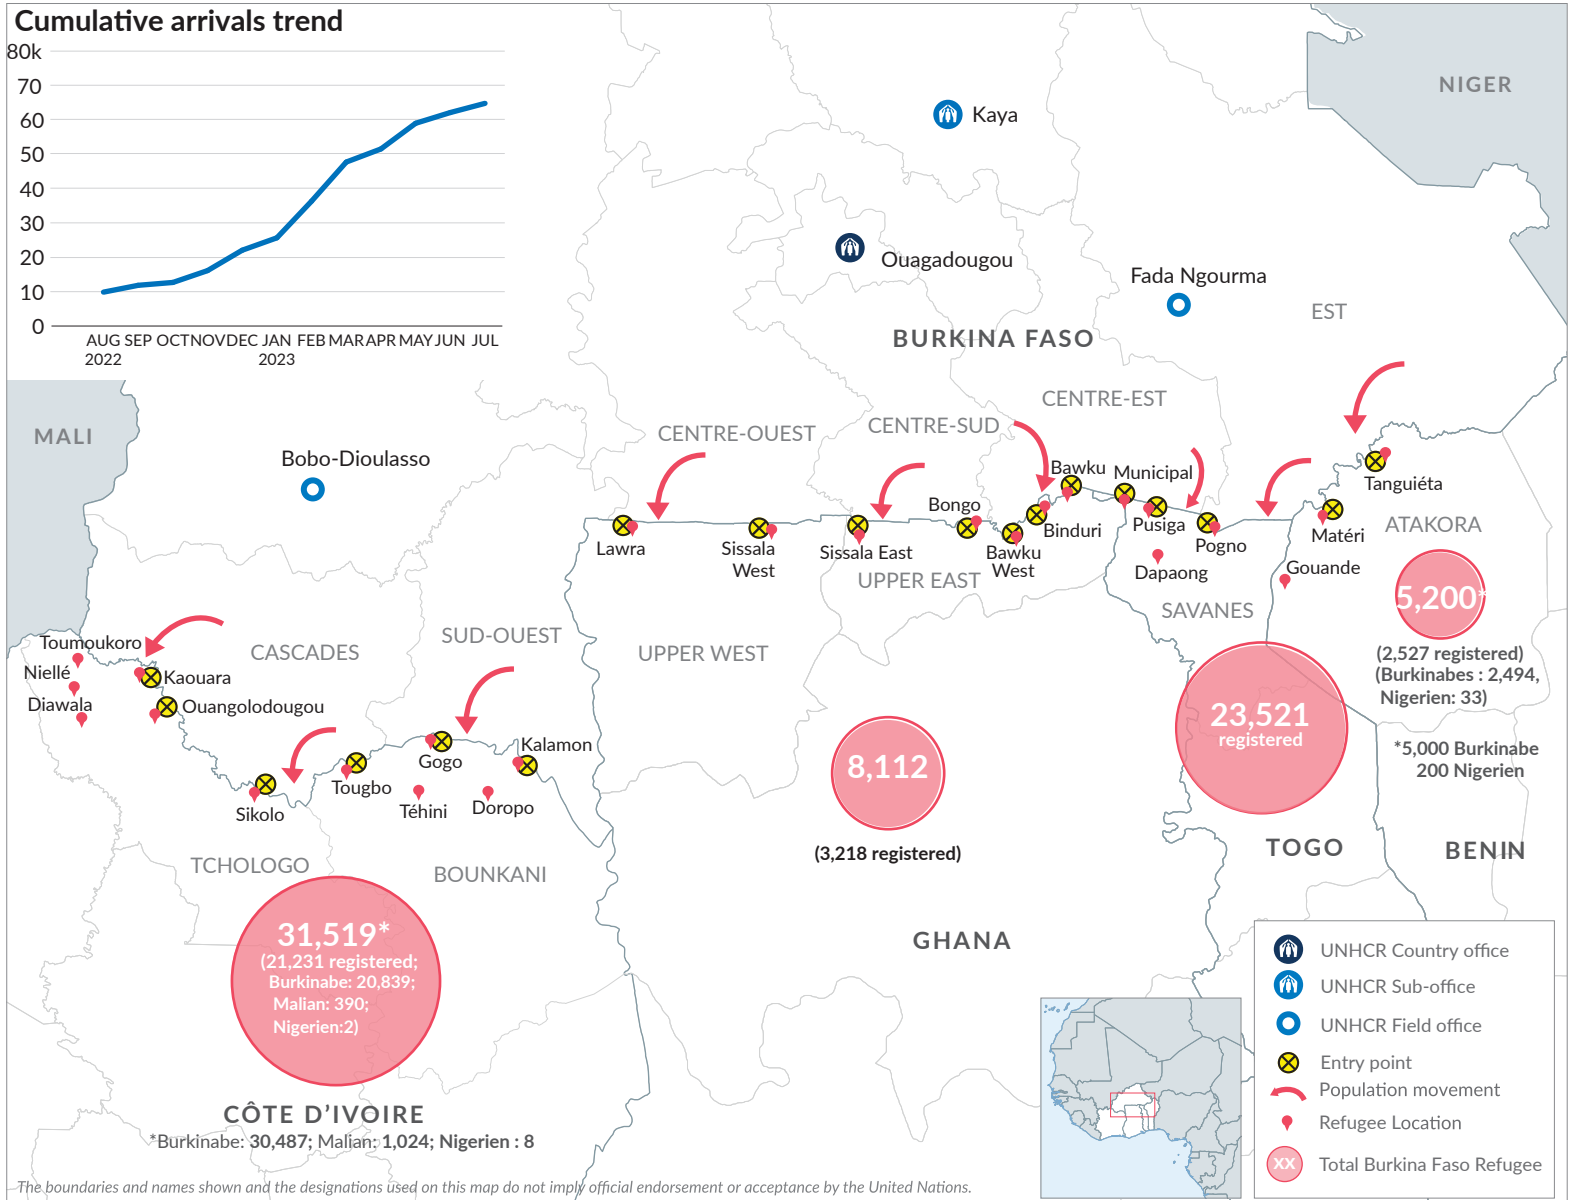 Cumulative arrivals trend
80k
70
60
50
40
30
20
10
0
AUG SEP OCT NOV DEC JAN FEB MAR APR MAY JUN JUL
2022 2023
NIGER
Kaya
Ouagadougou
Fada Ngourma
EST
BURKINA FASO
MALI
Bobo-Dioulasso
CENTRE-OUEST
CENTRE-SUD
CENTRE-EST
Bawku Municipal
Bongo
Binduri
Pusiga
Pogno
Tanguiéta
Matéri
ATAKORA
Lawra
Sissala
West
Sissala East
Bawku
West
UPPER EAST
Dapaong
Gouande
SAVANES
5,200*
(2,527 registered)
(Burkinabes : 2,494,
Nigerien: 33)
*5,000 Burkinabe
200 Nigerien
Toumoukoro
Niellé
Diawala
Kaouara
Ouangolodougou
CASCADES
SUD-OUEST
UPPER WEST
Kalamon
Gogo
Tougbo
Sikolo
Téhini
Doropo
TCHOLOGO
BOUNKANI
8,112
(3,218 registered)
23,521
registered
TOGO
BENIN
GHANA
31,519*
(21,231 registered;
Burkinabe: 20,839;
Malian: 390;
Nigerien:2)
CÔTE D’IVOIRE
*Burkinabe: 30,487; Malian: 1,024; Nigerien : 8
UNHCR Country office
UNHCR Sub-office
UNHCR Field office
Entry point
Population movement
Refugee Location
XX Total Burkina Faso Refugee
The boundaries and names shown and the designations used on this map do not imply official endorsement or acceptance by the United Nations.